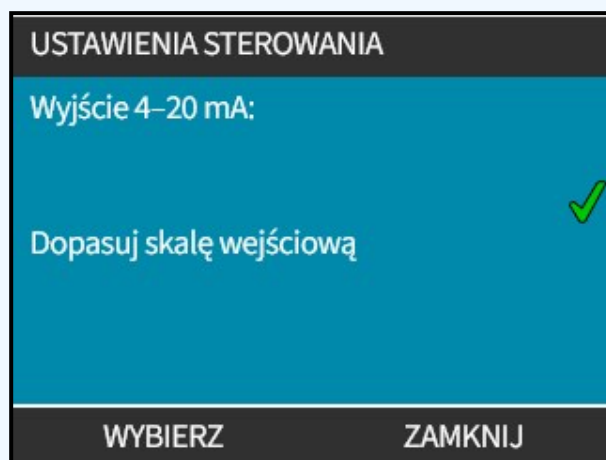 USTAWIENIA STEROWANIA
Wyjście 4–20 mA:
Dopasuj skalę wejściową
WYBIERZ ZAMKNIJ